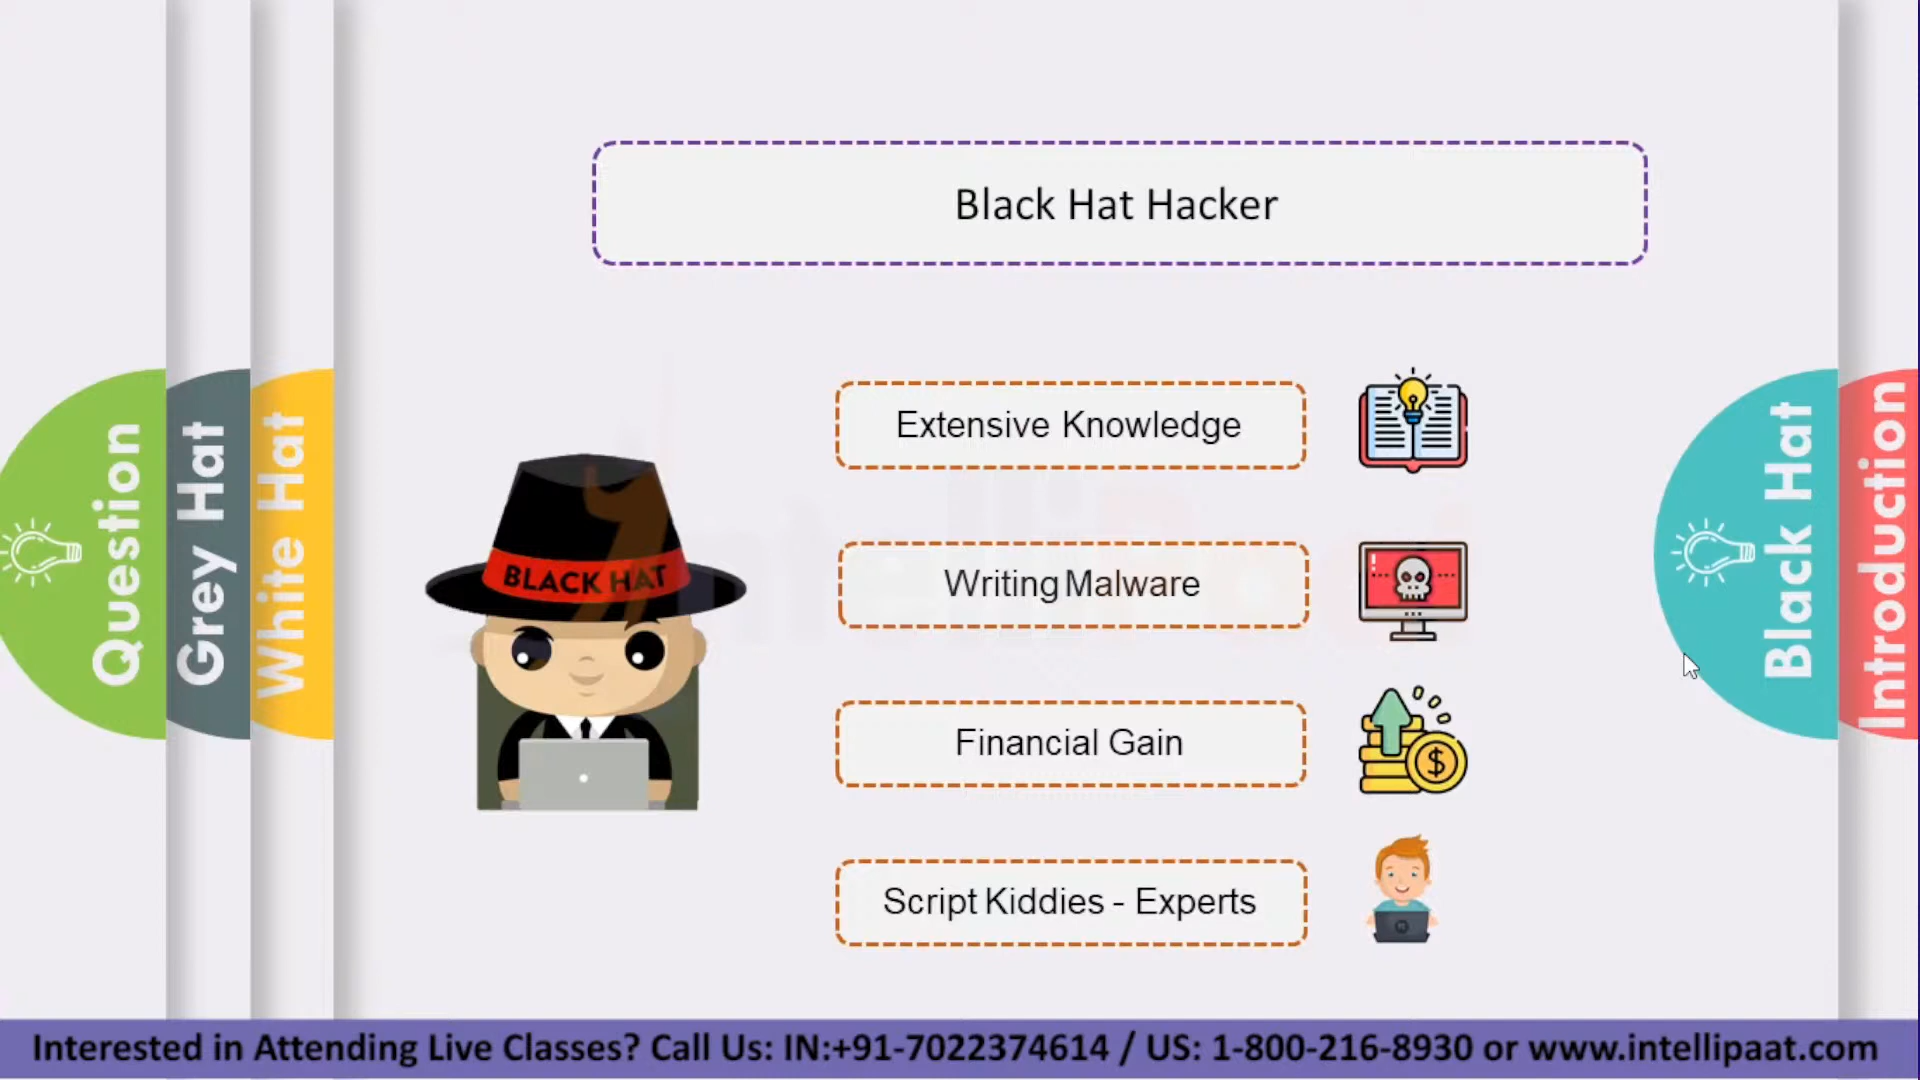 Black Hat Hacker
Extensive Knowledge
BLACK HAT
Writing Malware
Financial Gain
Script Kiddies - Experts
Question
Grey Hat
White Hat
Black Hat
Introduction
Interested in Attending Live Classes? Call Us: IN:+91-7022374614 / US: 1-800-216-8930 or www.intellipaat.com